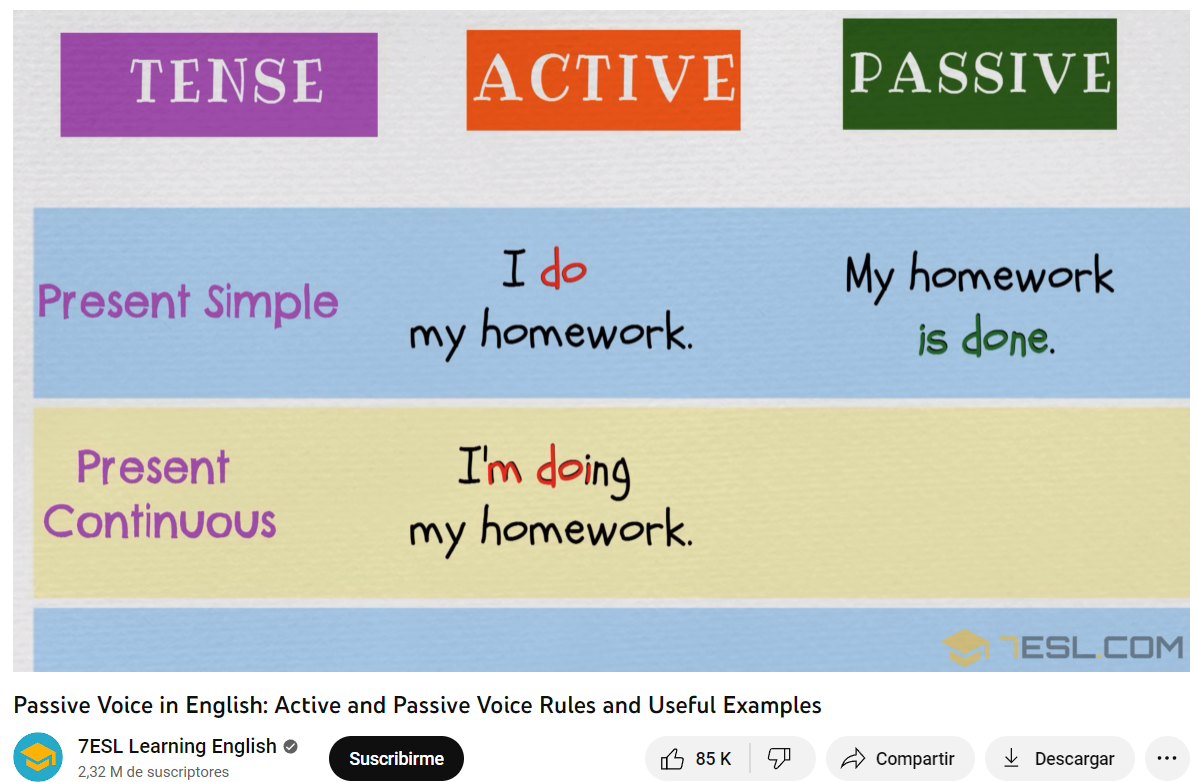 TENSE
ACTIVE
PASSIVE
Present Simple
I do
my homework.
My homework
is done.
Present
Continuous
I'm doing
my homework.
7ESL.COM
Passive Voice in English: Active and Passive Voice Rules and Useful Examples
7ESL Learning English
2,32 M de suscriptores
Suscribirme
85 K
Compartir
Descargar